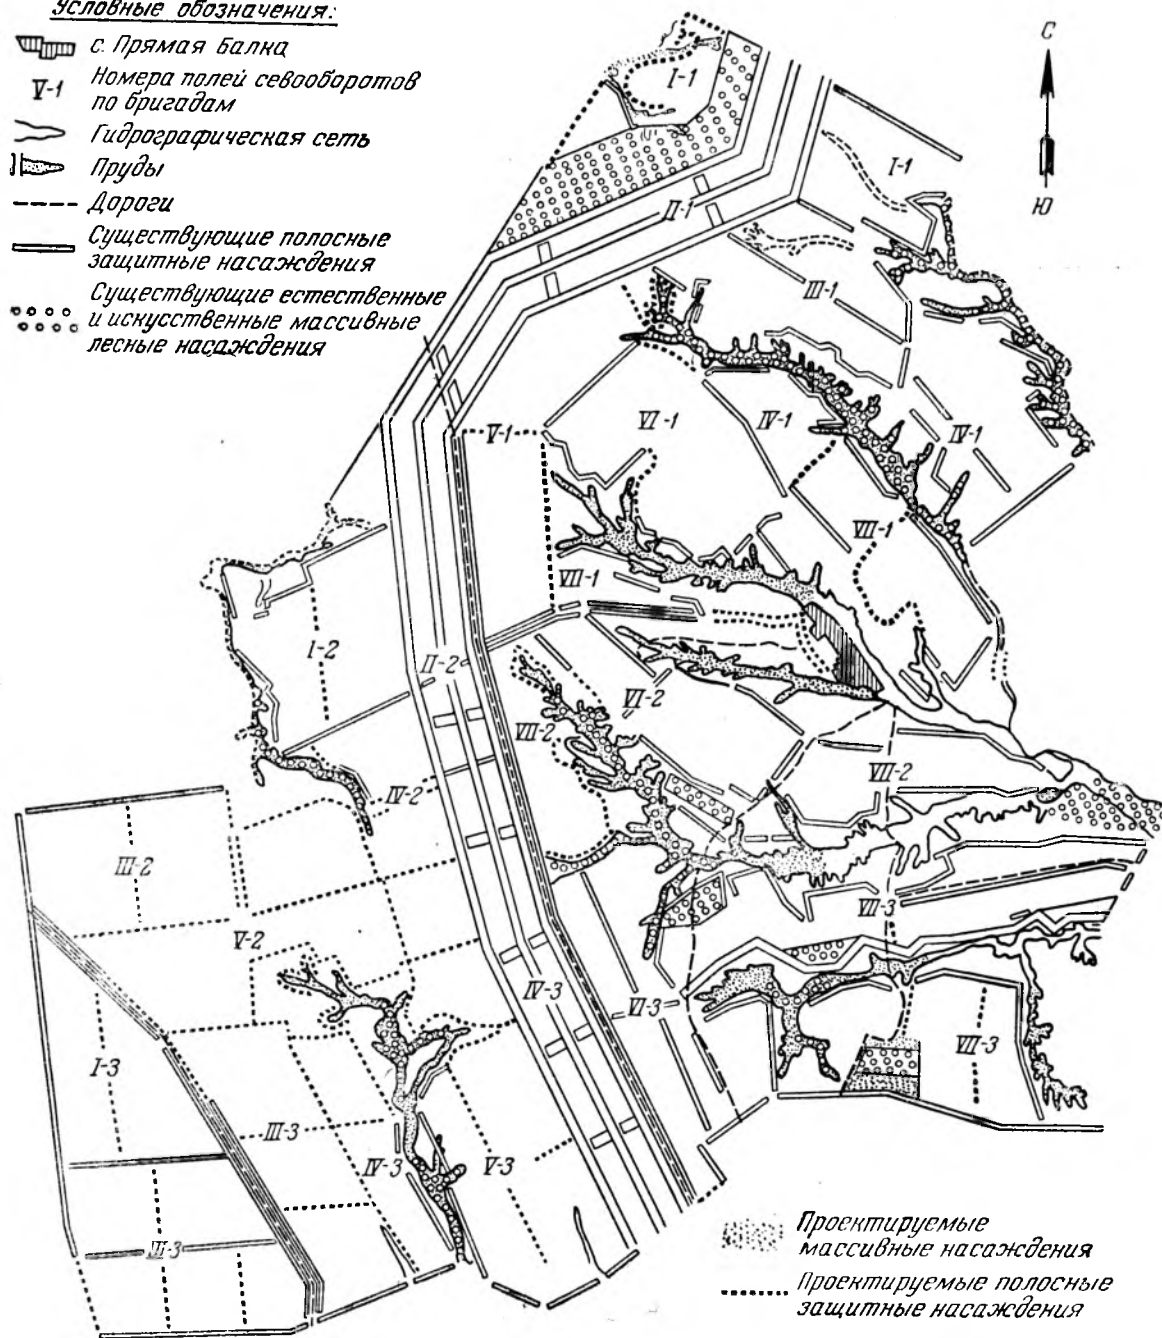 Условные обозначения:
с. Прямая Балка
V-1
Номера полей севооборотов
по бригадам
Гидрографическая сеть
Пруды
Дороги
Существующие полосные
защитные насаждения
Существующие естественные
и искусственные массивные
лесные насаждения
С
Ю
I-1
I-1
II-1
III-1
V-1
VI-1
IV-1
IV-1
VII-1
VII-1
I-2
II-2
VI-2
VII-2
VII-2
IV-2
III-2
V-2
VII-3
IV-3
VI-3
VII-3
I-3
III-3
IV-3
V-3
III-3
Проектируемые
массивные насаждения
Проектируемые полосные
защитные насаждения